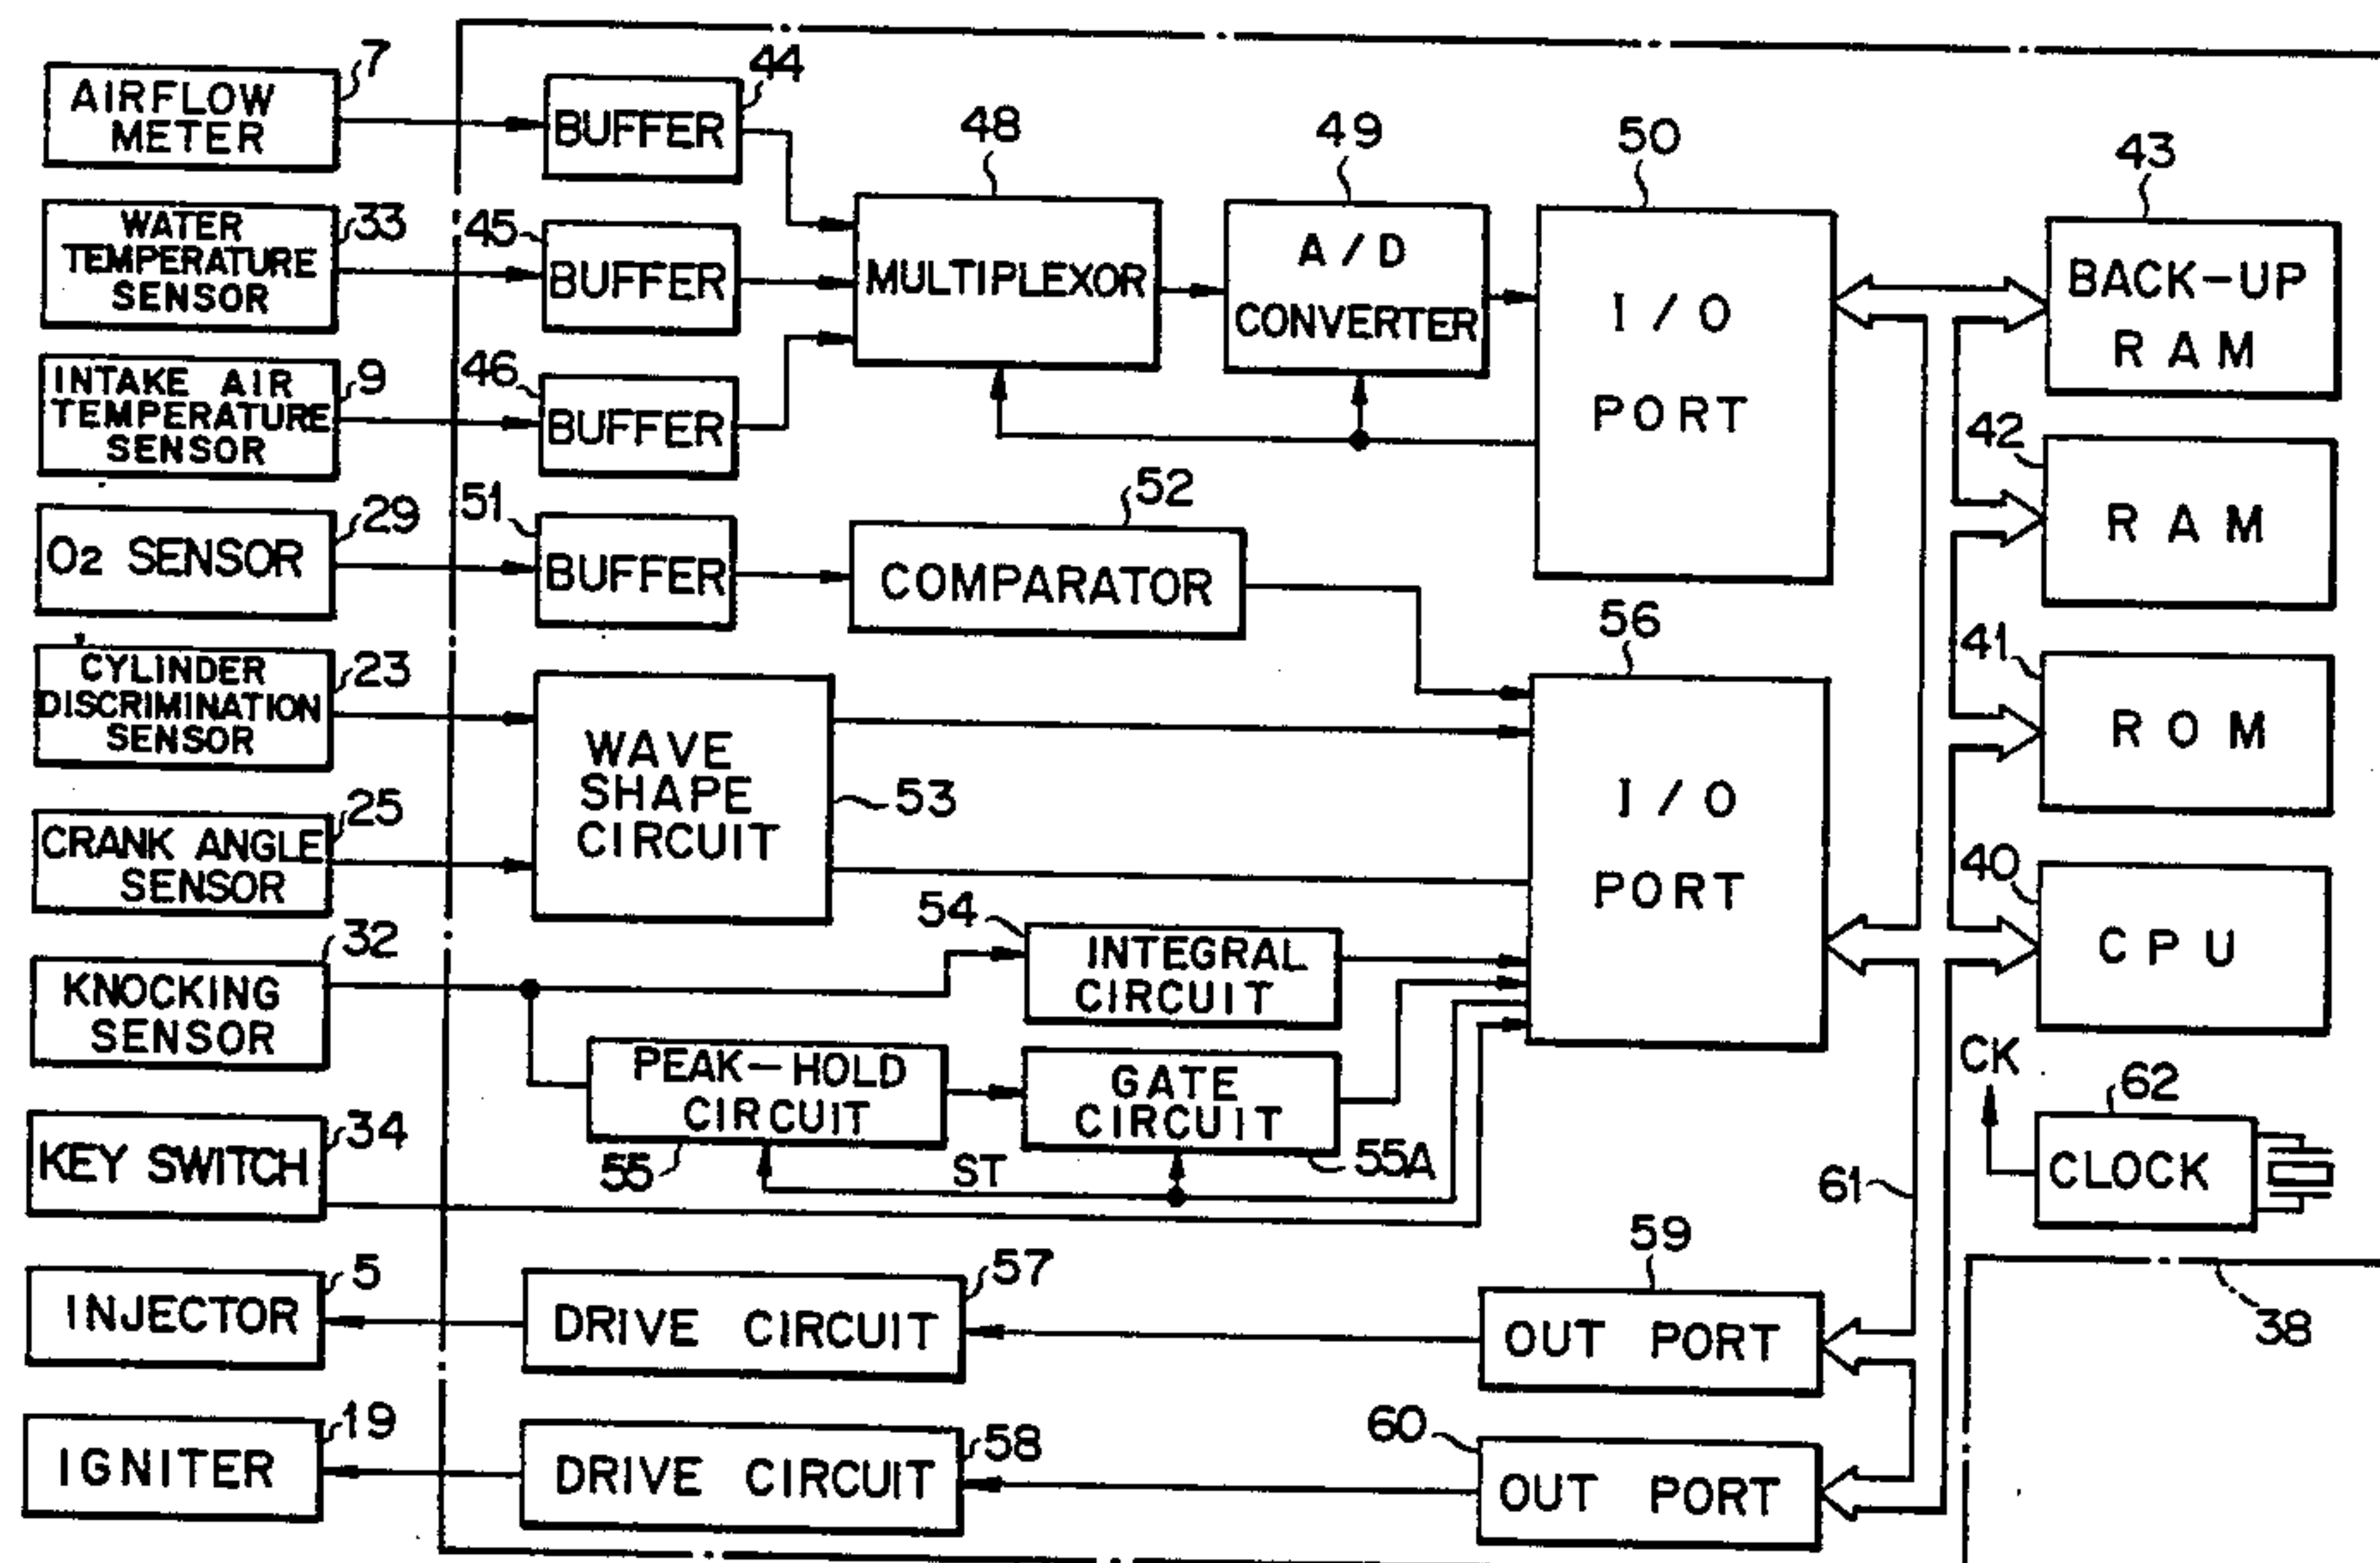 7
AIRFLOW
METER
44
BUFFER
33
WATER
TEMPERATURE
SENSOR
45
BUFFER
9
INTAKE AIR
TEMPERATURE
SENSOR
46
BUFFER
48
MULTIPLEXOR
49
A/D
CONVERTER
50
I/O
PORT
43
BACK-UP
RAM
42
RAM
29
O2 SENSOR
51
BUFFER
52
COMPARATOR
23
CYLINDER
DISCRIMINATION
SENSOR
25
CRANK ANGLE
SENSOR
WAVE
SHAPE
CIRCUIT
53
56
I/O
PORT
41
ROM
40
CPU
32
KNOCKING
SENSOR
54
INTEGRAL
CIRCUIT
PEAK-HOLD
CIRCUIT
55
GATE
CIRCUIT
55A
ST
34
KEY SWITCH
CK
62
CLOCK
61
5
INJECTOR
57
DRIVE CIRCUIT
59
OUT PORT
38
19
IGNITER
58
DRIVE CIRCUIT
60
OUT PORT